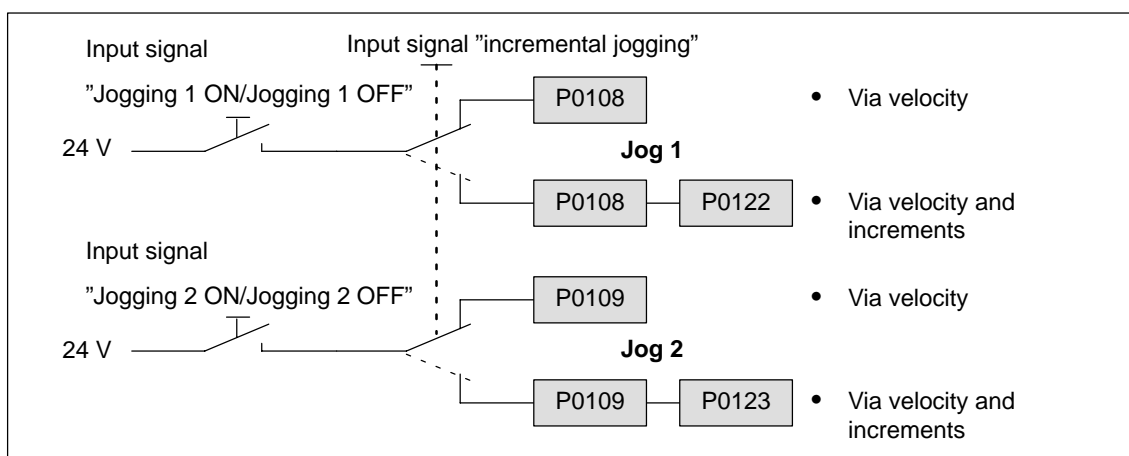 Input signal
Input signal ”incremental jogging”
”Jogging 1 ON/Jogging 1 OFF”
P0108
• Via velocity
24 V
Jog 1
P0108
P0122
• Via velocity and
increments
Input signal
”Jogging 2 ON/Jogging 2 OFF”
P0109
• Via velocity
24 V
Jog 2
P0109
P0123
• Via velocity and
increments